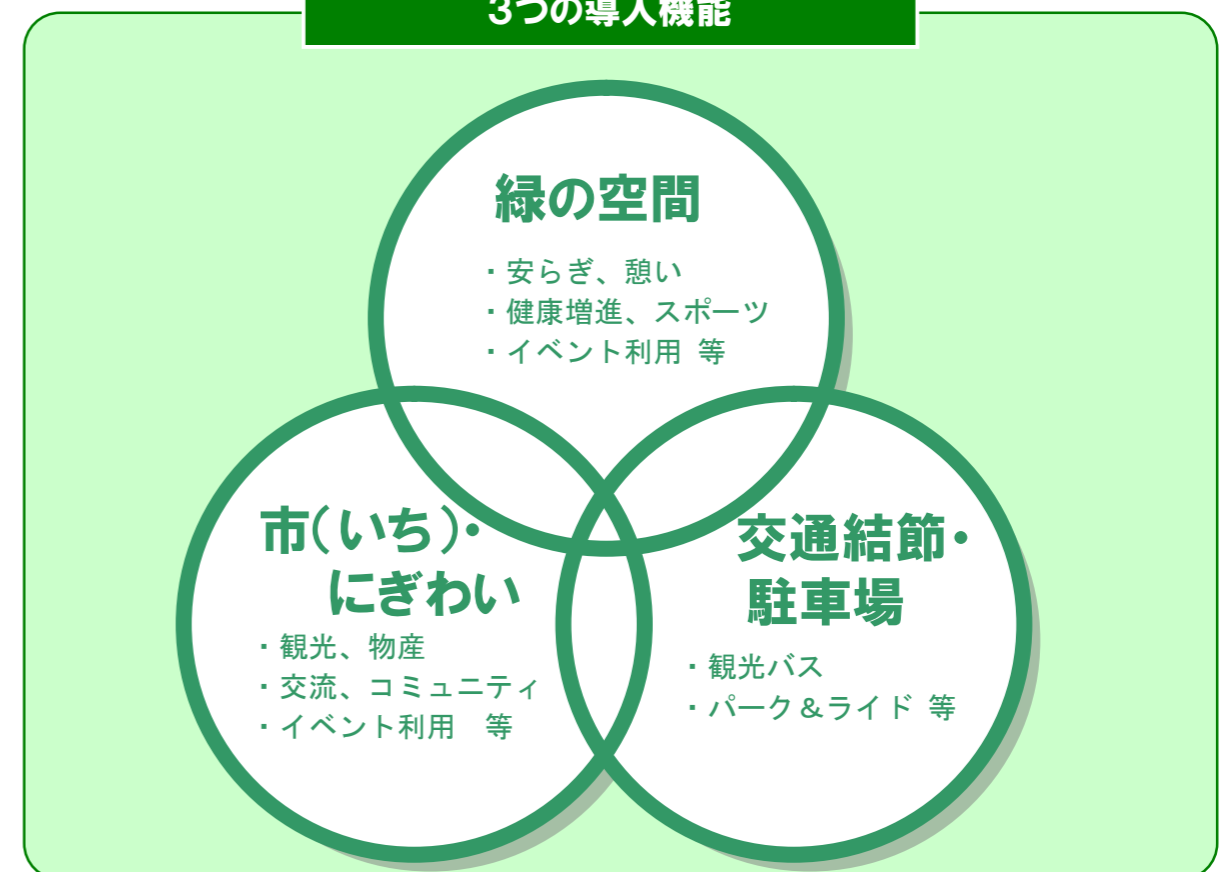 3つの導入機能
緑の空間
・安らぎ、憩い
・健康増進、スポーツ
・イベント利用 等
市(いち)・
にぎわい
・観光、物産
・交流、コミュニティ
・イベント利用　等
交通結節・
駐車場
・観光バス
・パーク＆ライド 等